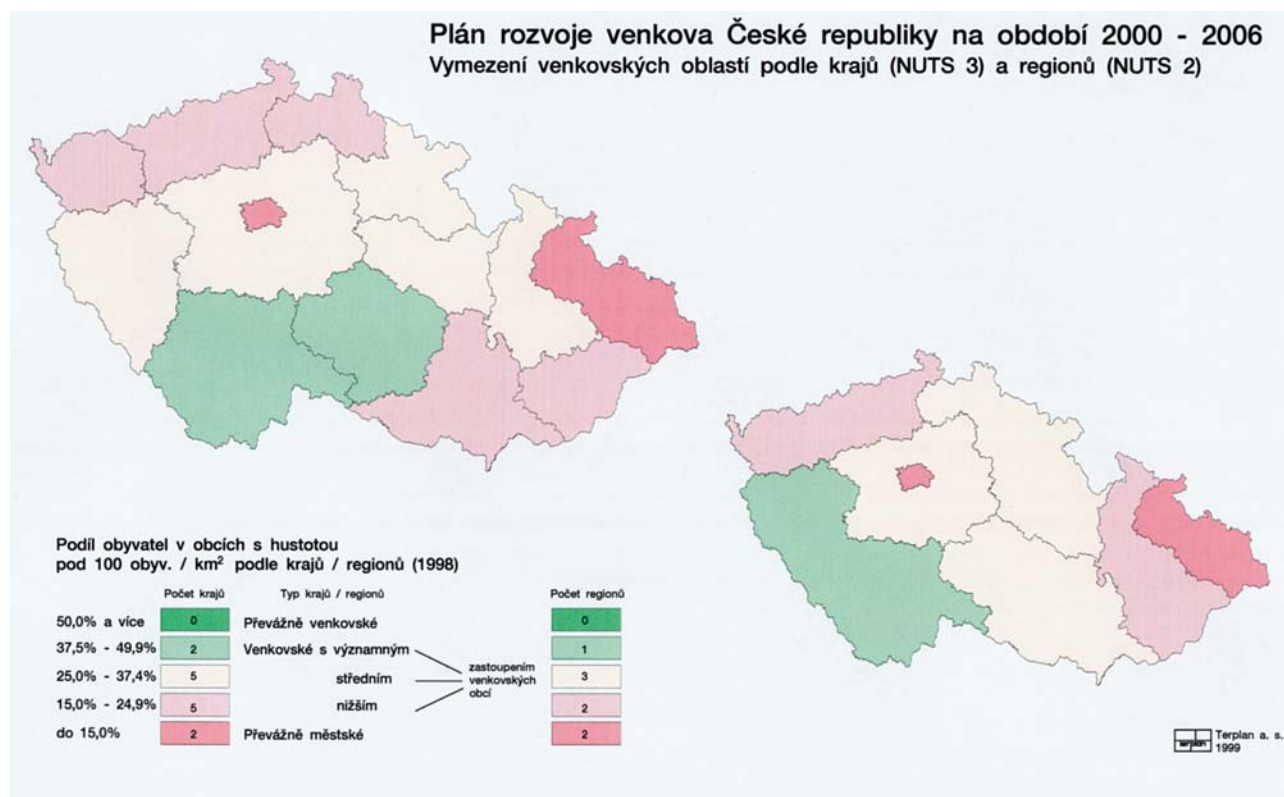 Plán rozvoje venkova České republiky na období 2000 - 2006
Vymezení venkovských oblastí podle krajů (NUTS 3) a regionů (NUTS 2)
Podíl obyvatel v obcích s hustotou
pod 100 obyv. / km² podle krajů / regionů (1998)
Počet krajů Typ krajů / regionů Počet regionů
50,0% a více 0 Převážně venkovské 0
37,5% - 49,9% 2 Venkovské s významným 1
25,0% - 37,4% 5 středním zastoupením venkovských obcí 3
15,0% - 24,9% 5 nižším 2
do 15,0% 2 Převážně městské 2
terplan Terplan a. s.
1999